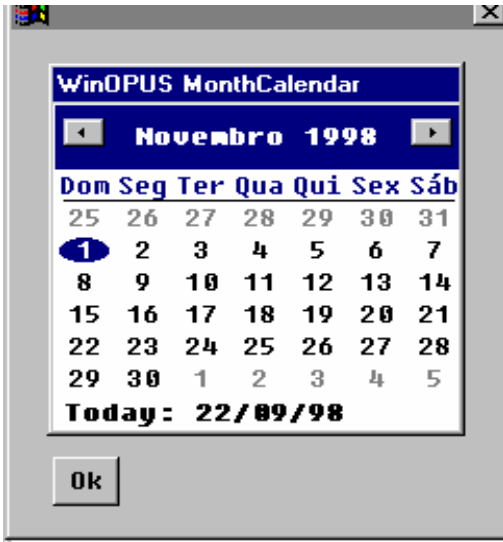 WinOPUS MonthCalendar
Novembro 1998
Dom Seg Ter Qua Qui Sex Sáb
25 26 27 28 29 30 31
1 2 3 4 5 6 7
8 9 10 11 12 13 14
15 16 17 18 19 20 21
22 23 24 25 26 27 28
29 30 1 2 3 4 5
Today: 22/09/98
Ok